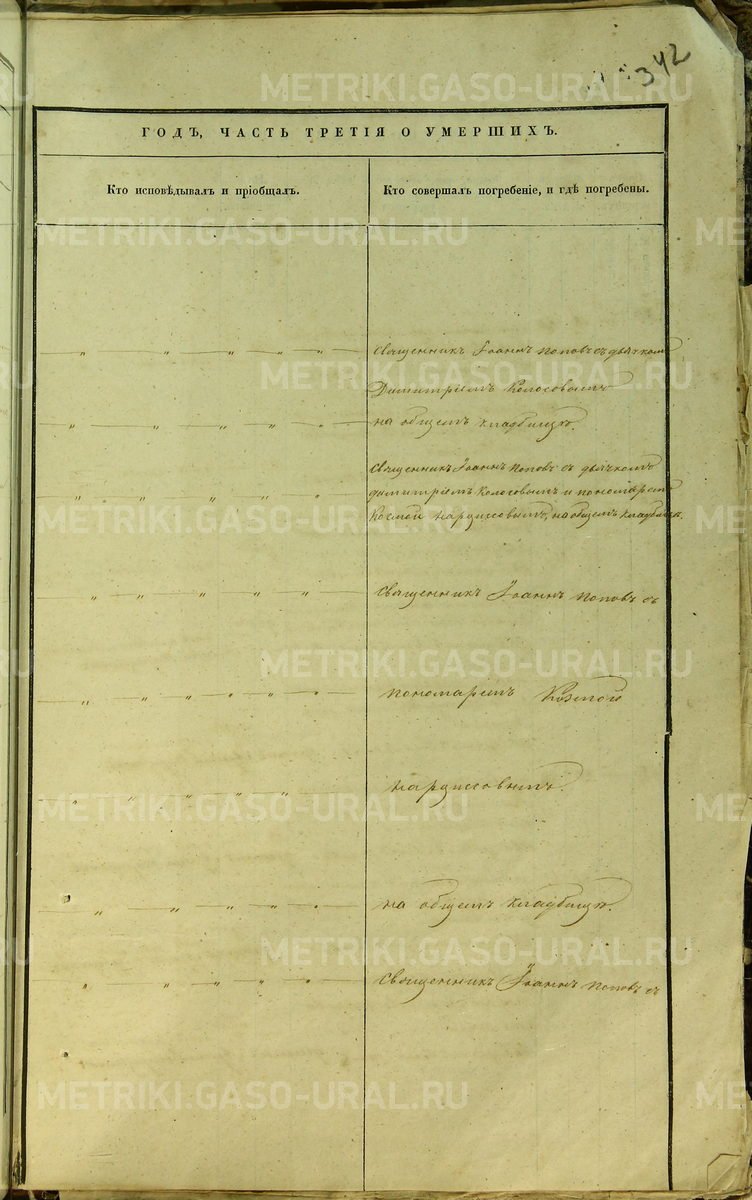 342
ГОДЪ, ЧАСТЬ ТРЕТІЯ О УМЕРШИХЪ.
Кто исповѣдывалъ и пріобщалъ.
Кто совершалъ погребеніе, и гдѣ погребены.
— „ — „ — „ — „ — „ —
Священникъ Іоаннъ Поповъ съ дьячкомъ
Димитріемъ Колосовымъ
— „ — „ — „ — „ — „ —
на общемъ кладбищѣ.
Священникъ Іоаннъ Поповъ съ дьячкомъ
— „ — „ — „ — „ — „ —
Димитріемъ Колосовымъ и пономаремъ
Козмой Нарциссовымъ, на общемъ кладбищѣ.
— „ — „ — „ — „ — „ —
Священникъ Іоаннъ Поповъ съ
— „ — „ — „ — „ — „ — „ —
пономаремъ Козмой
— „ — „ — „ — „ — „ —
Нарциссовымъ.
— „ — „ — „ — „ — „ —
на общемъ кладбищѣ.
— „ — „ — „ — „ — „ —
Священникъ Іоаннъ Поповъ съ
METRIKI.GASO-URAL.RU